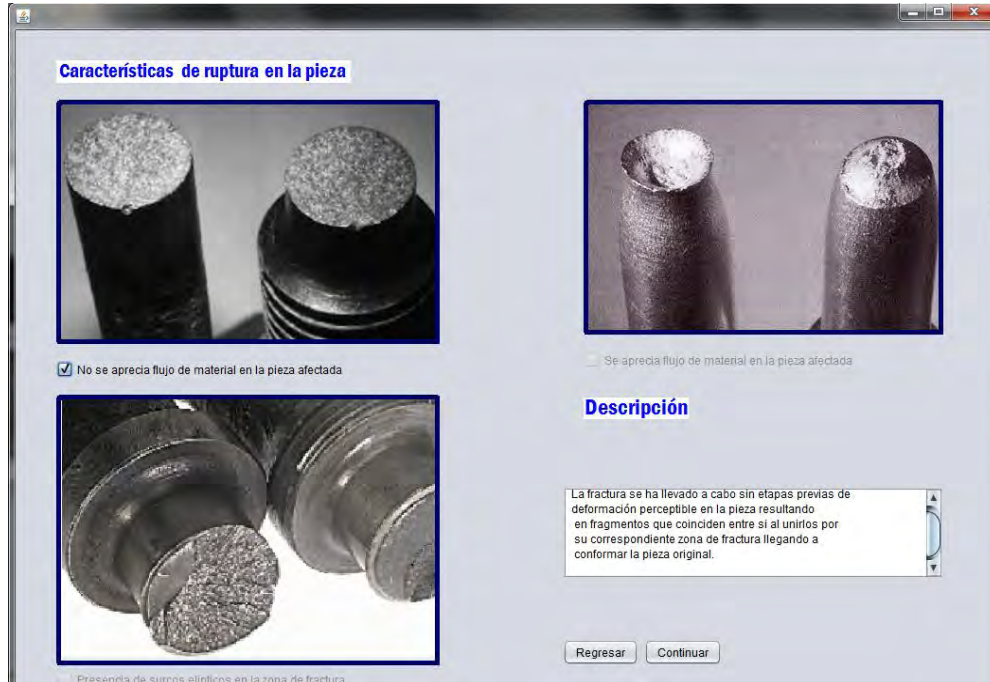 Características de ruptura en la pieza
No se aprecia flujo de material en la pieza afectada
Se aprecia flujo de material en la pieza afectada
Descripción
La fractura se ha llevado a cabo sin etapas previas de
deformación perceptible en la pieza resultando
en fragmentos que coinciden entre si al unirlos por
su correspondiente zona de fractura llegando a
conformar la pieza original.
Regresar
Continuar
Presencia de surcos elípticos en la zona de fractura